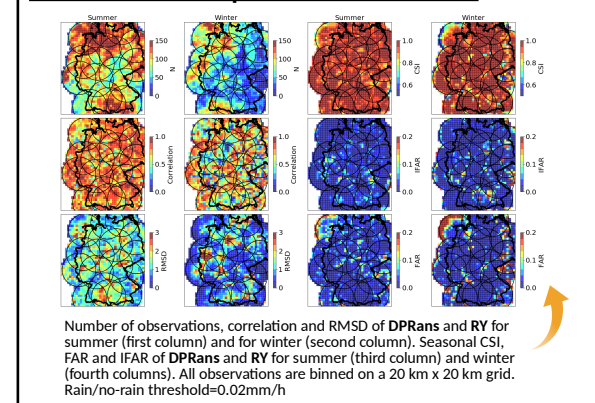 Summer
Winter
Summer
Winter
150
100
50
0
N
150
100
50
0
N
1.0
0.8
0.6
CSI
1.0
0.8
0.6
CSI
1.0
0.5
0.0
Correlation
1.0
0.5
0.0
Correlation
0.2
0.1
0.0
IFAR
0.2
0.1
0.0
IFAR
3
2
1
0
RMSD
3
2
1
0
RMSD
0.2
0.1
0.0
FAR
0.2
0.1
0.0
FAR
Number of observations, correlation and RMSD of DPRans and RY for
summer (first column) and for winter (second column). Seasonal CSI,
FAR and IFAR of DPRans and RY for summer (third column) and winter
(fourth columns). All observations are binned on a 20 km x 20 km grid.
Rain/no-rain threshold=0.02mm/h